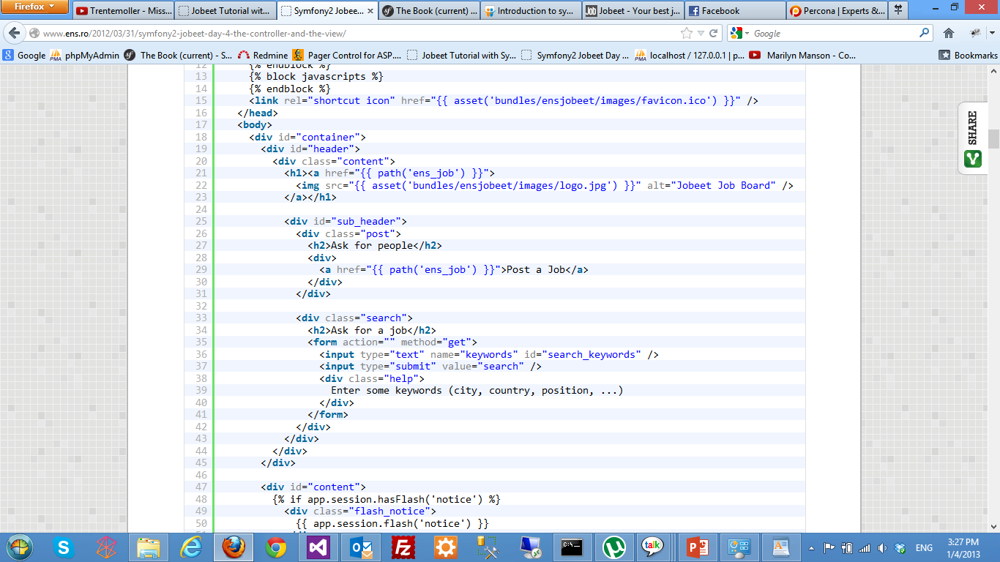 Firefox
Trentemoller - Miss...
Jobeet Tutorial wit...
Symfony2 Jobee...
The Book (current) ...
Introduction to sy...
Job
Jobeet - Your best j...
Facebook
Percona | Experts &...
www.ens.ro/2012/03/31/symfony2-jobeet-day-4-the-controller-and-the-view/
Google
Google
phpMyAdmin
The Book (current) - S...
Redmine
Pager Control for ASP....
Jobeet Tutorial with Sy...
Symfony2 Jobeet Day ...
localhost / 127.0.0.1 | p...
Marilyn Manson - Co...
Bookmarks
12 {% endblock %}
13 {% block javascripts %}
14 {% endblock %}
15 <link rel="shortcut icon" href="{{ asset('bundles/ensjobeet/images/favicon.ico') }}" />
16 </head>
17 <body>
18 <div id="container">
19 <div id="header">
20 <div class="content">
21 <h1><a href="{{ path('ens_job') }}">
22 <img src="{{ asset('bundles/ensjobeet/images/logo.jpg') }}" alt="Jobeet Job Board" />
23 </a></h1>
24
25 <div id="sub_header">
26 <div class="post">
27 <h2>Ask for people</h2>
28 <div>
29 <a href="{{ path('ens_job') }}">Post a Job</a>
30 </div>
31 </div>
32
33 <div class="search">
34 <h2>Ask for a job</h2>
35 <form action="" method="get">
36 <input type="text" name="keywords" id="search_keywords" />
37 <input type="submit" value="search" />
38 <div class="help">
39 Enter some keywords (city, country, position, ...)
40 </div>
41 </form>
42 </div>
43 </div>
44 </div>
45 </div>
46
47 <div id="content">
48 {% if app.session.hasFlash('notice') %}
49 <div class="flash_notice">
50 {{ app.session.flash('notice') }}
SHARE
talk
ENG
3:27 PM
1/4/2013